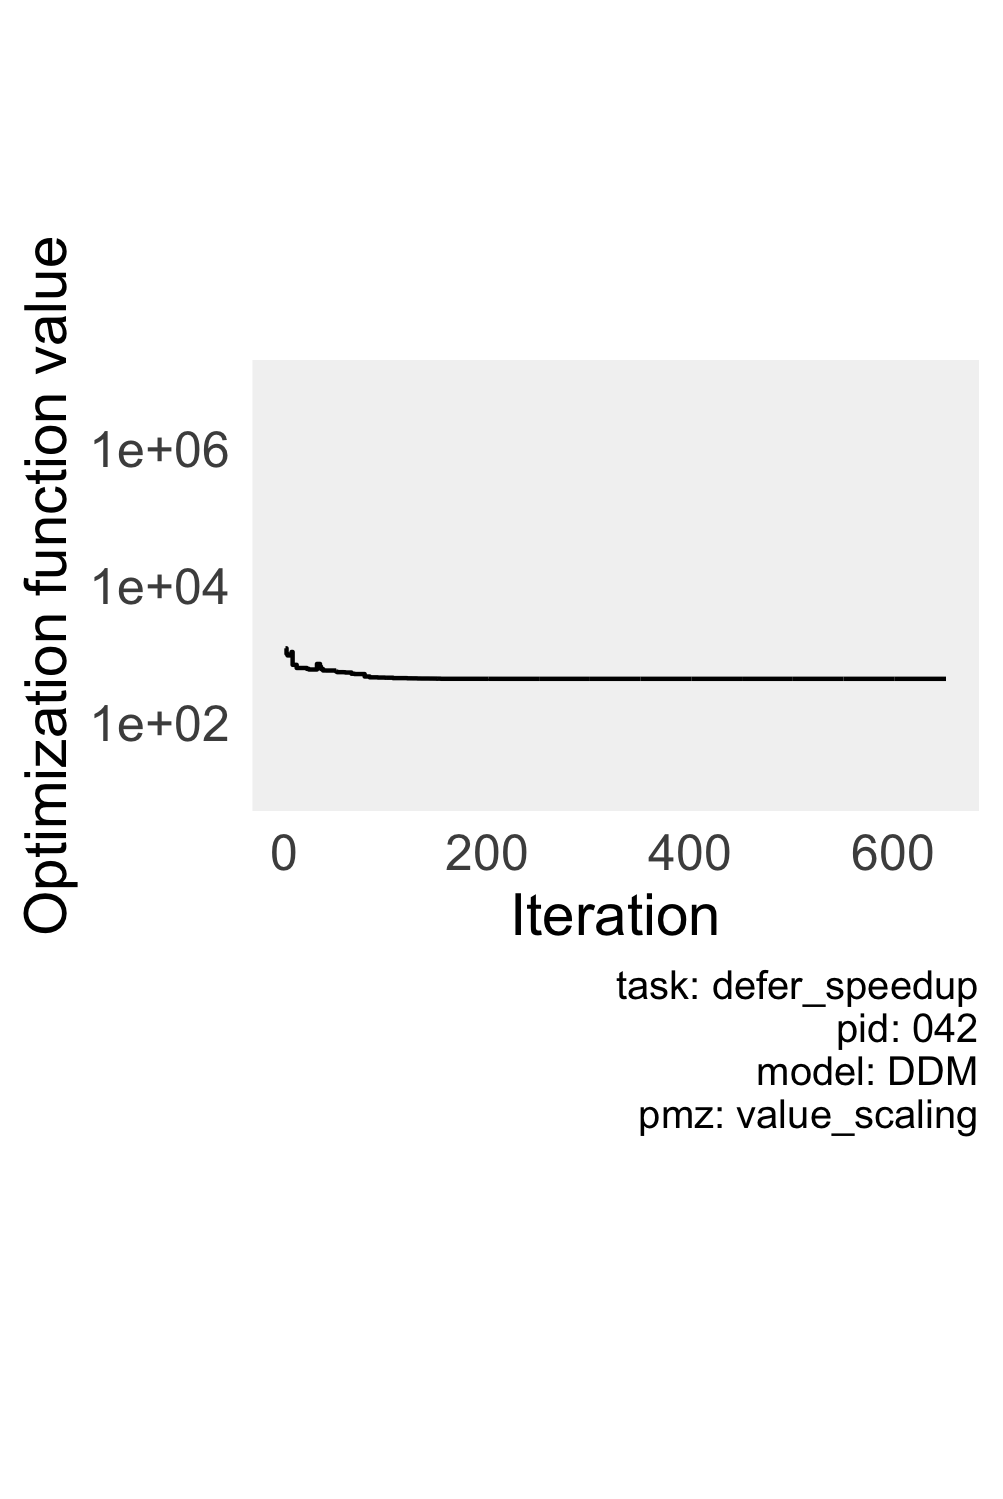 Optimization function value
1e+06
1e+04
1e+02
0 200 400 600
Iteration
task: defer_speedup
pid: 042
model: DDM
pmz: value_scaling